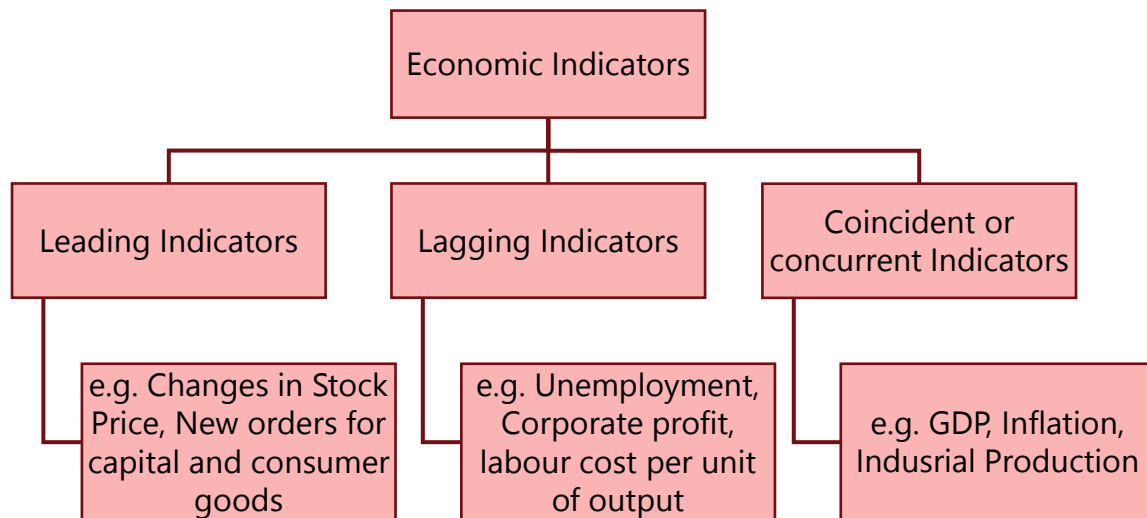 Economic Indicators
Leading Indicators
Lagging Indicators
Coincident or
concurrent Indicators
e.g. Changes in Stock
Price, New orders for
capital and consumer
goods
e.g. Unemployment,
Corporate profit,
labour cost per unit
of output
e.g. GDP, Inflation,
Indusrial Production